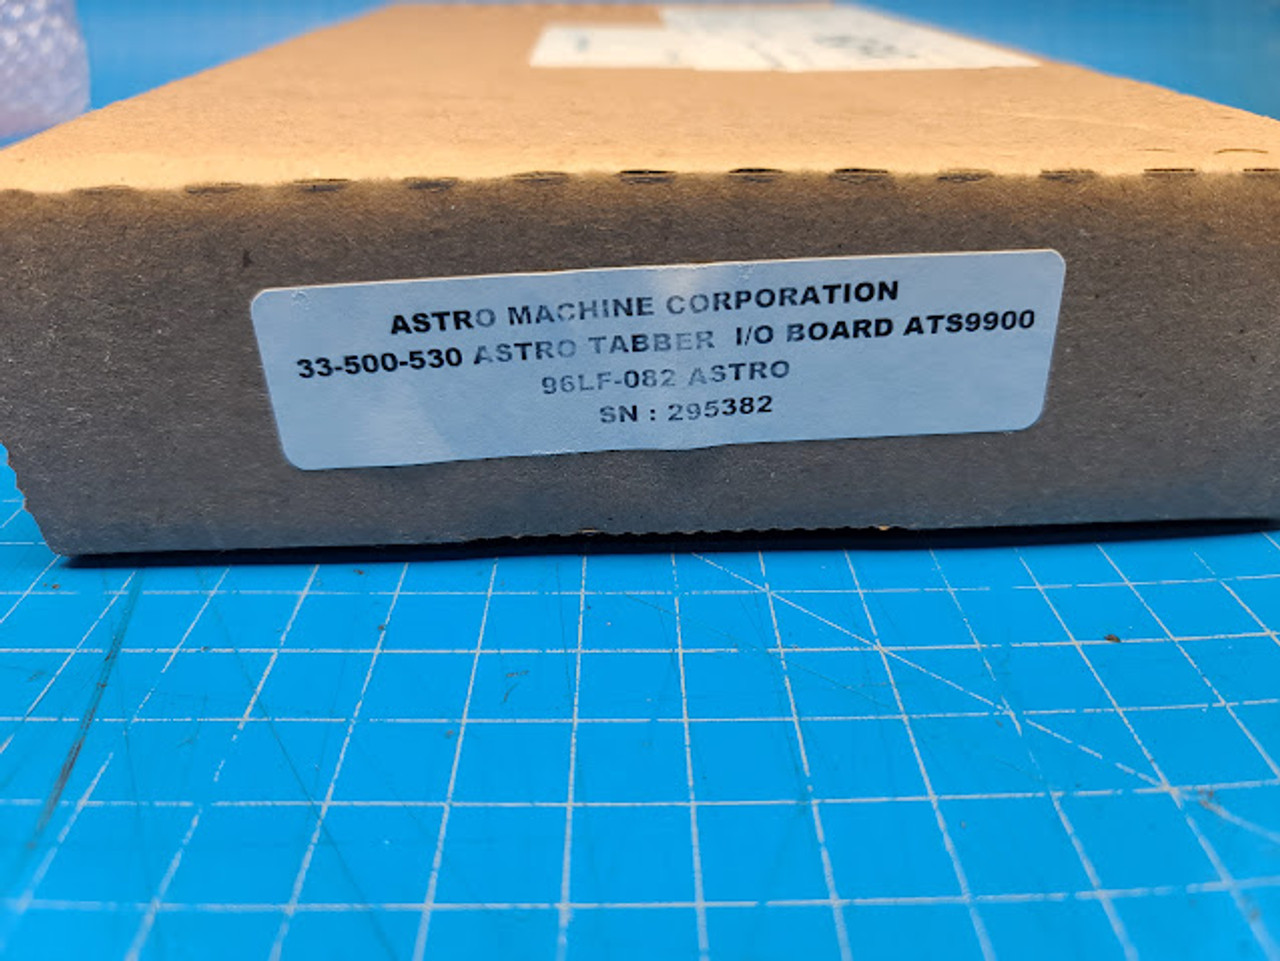 ASTRO MACHINE CORPORATION
33-500-530 ASTRO TABBER I/O BOARD ATS9900
96LF-082 ASTRO
SN : 295382